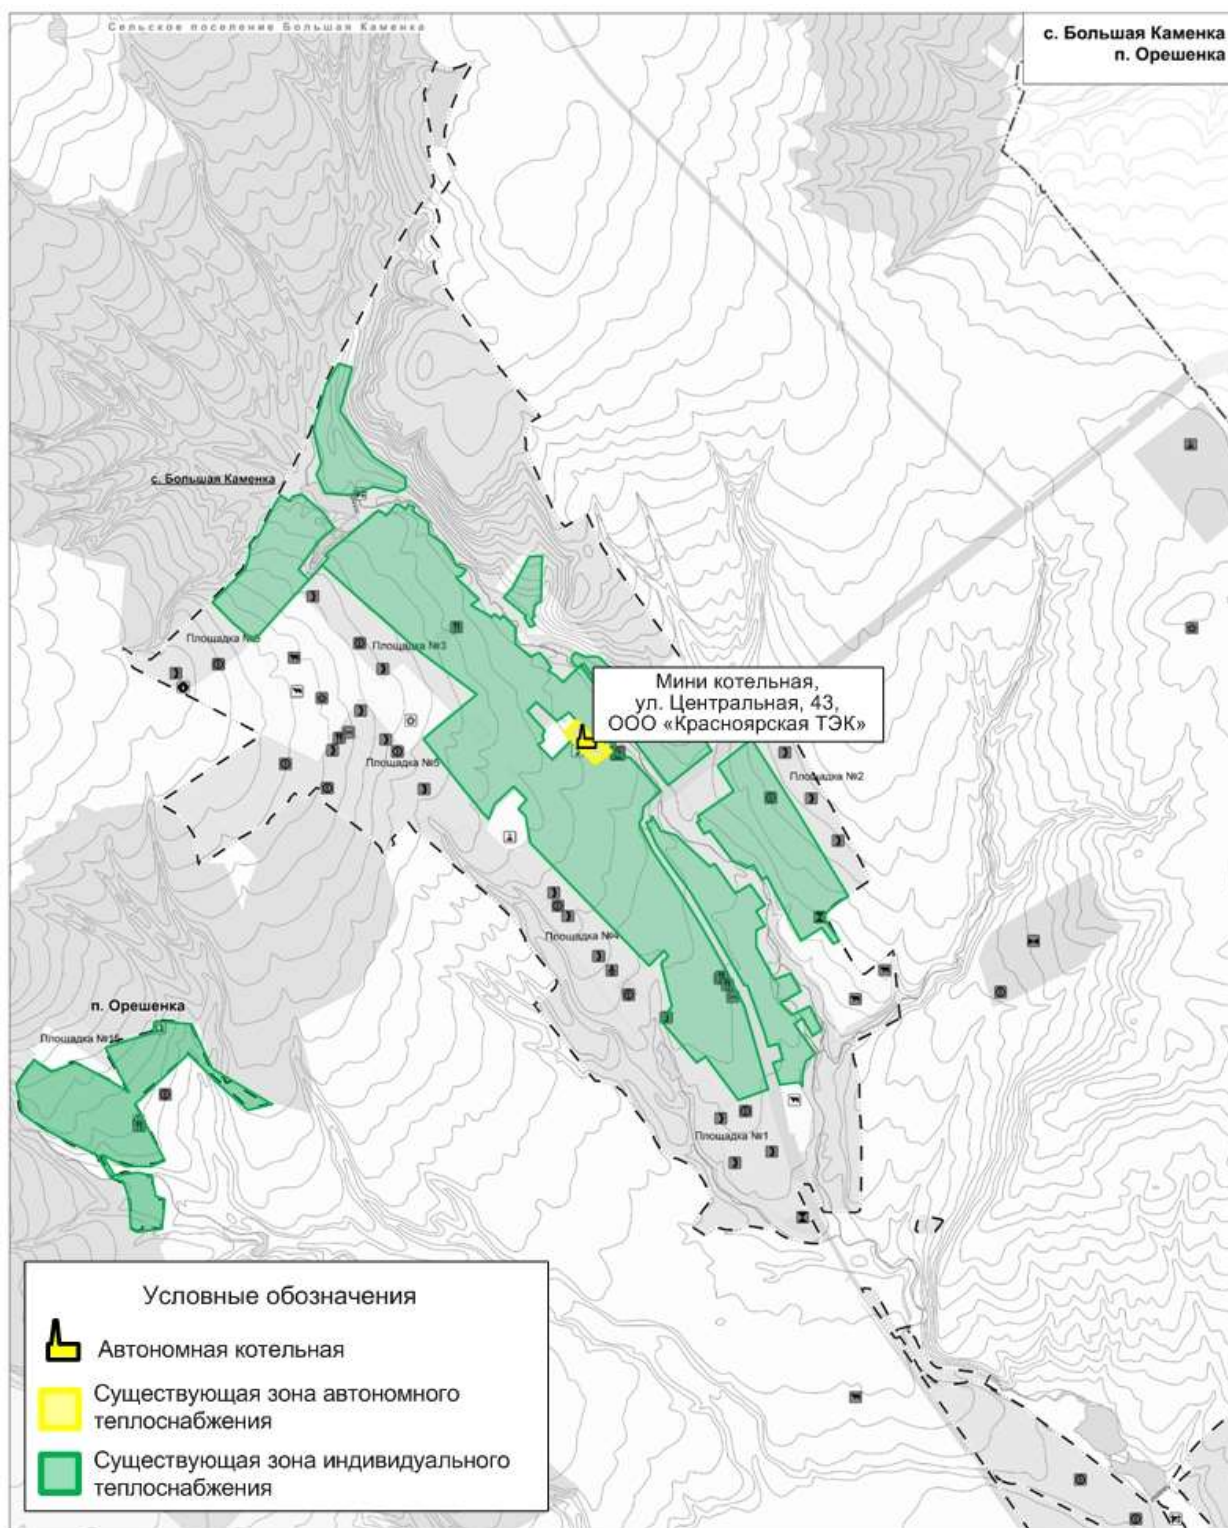 Сельское поселение Большая Каменка
с. Большая Каменка
п. Орешенка
с. Большая Каменка
Площадка №3
Мини котельная,
ул. Центральная, 43,
ООО «Красноярская ТЭК»
Площадка №5
Площадка №2
Площадка №4
п. Орешенка
Площадка
Площадка №1
Условные обозначения
Автономная котельная
Существующая зона автономного
теплоснабжения
Существующая зона индивидуального
теплоснабжения